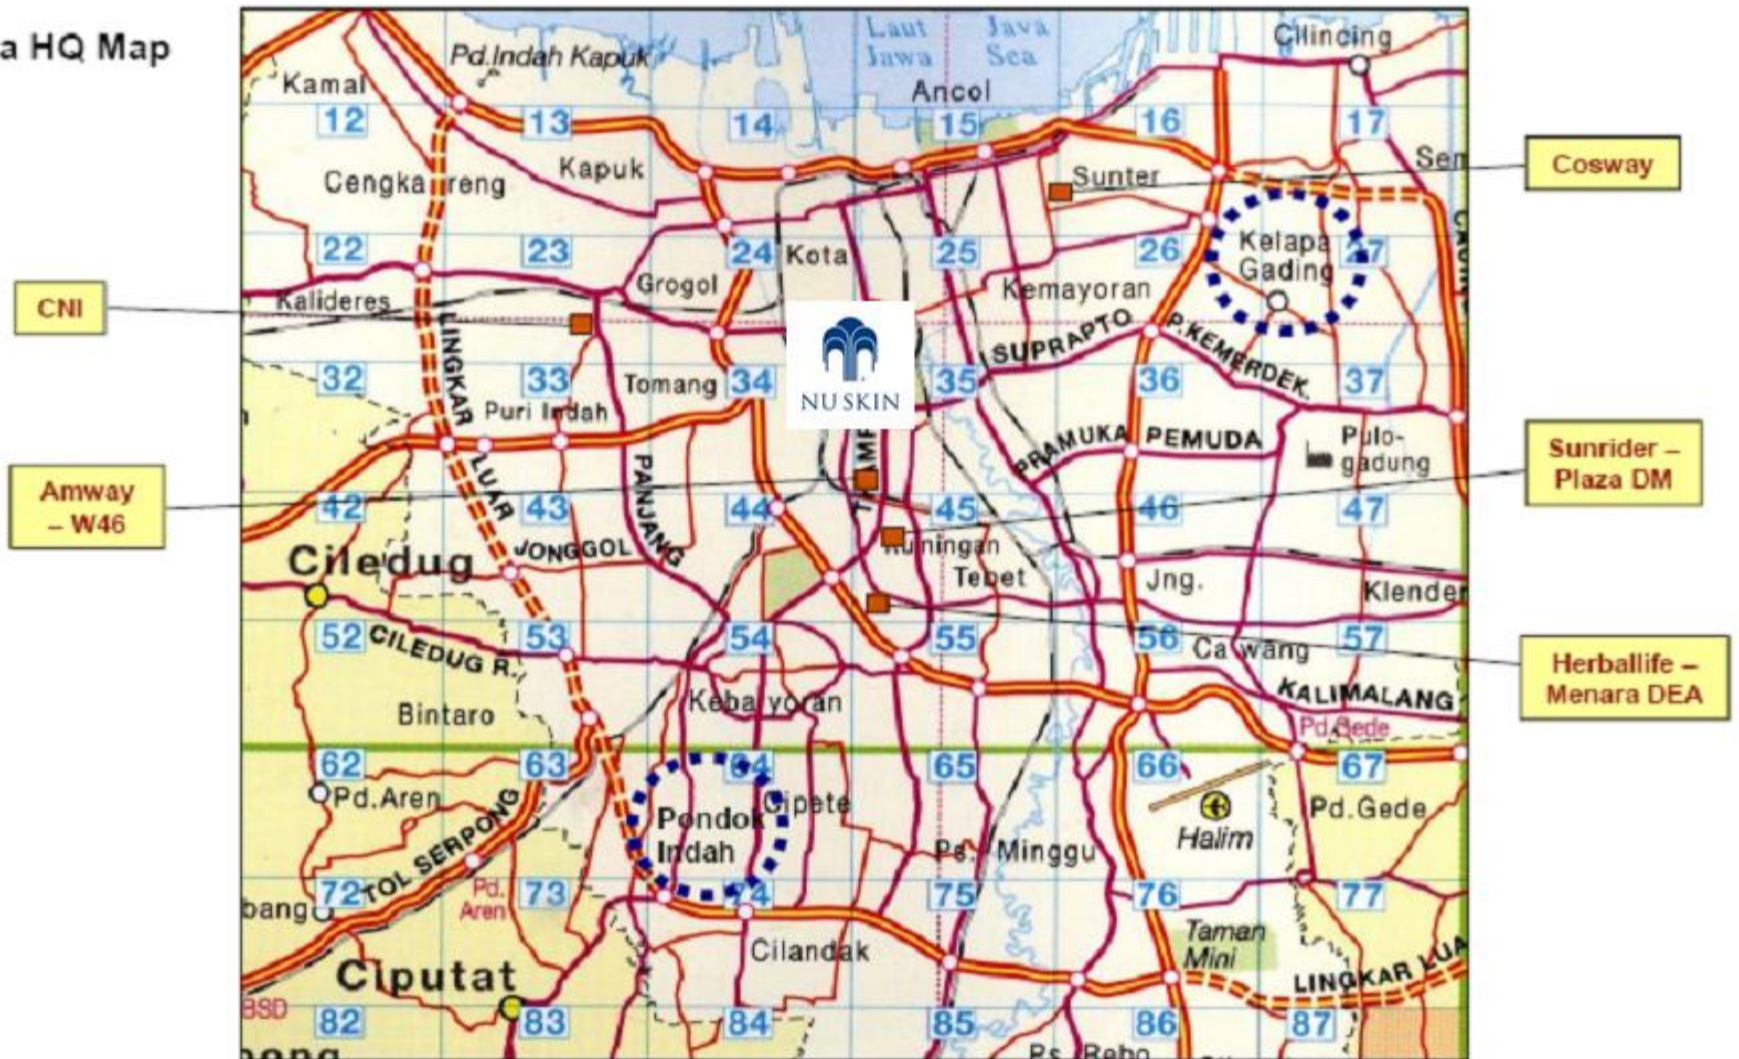 a HQ Map
Laut Jawa
Java Sea
Cilincing
Pd.Indah Kapuk
Kamal
Ancol
12
13
14
15
16
17
Kapuk
Cengkareng
Sunter
Cosway
22
23
24
25
26
27
Kota
Kelapa
Gading
Grogol
Kemayoran
Kalideres
CNI
LINGKAR
SUPRAPTO
P.KEMERDEK.
NU SKIN
32
33
34
35
36
37
Tomang
Puri Indah
PRAMUKA
PEMUDA
Pulo-
gadung
Sunrider –
Plaza DM
LUAR
PANJANG
Amway
– W46
42
43
44
45
46
47
JONGGOL
Kuningan
Ciledug
Tebet
Jng.
Klender
52
53
54
55
56
57
CILEDUG R.
Cawang
Herballife –
Menara DEA
KALIMALANG
Kebayoran
Bintaro
Pd.Gede
62
63
64
65
66
67
Pd.Aren
Cipete
Pd.Gede
Pondok
Indah
TOL SERPONG
Halim
Ps. Minggu
72
73
74
75
76
77
Pd.
Aren
bang
Taman
Mini
Cilandak
Ciputat
LINGKAR LUA
BSD
82
83
84
85
86
87
Ps. Rebo